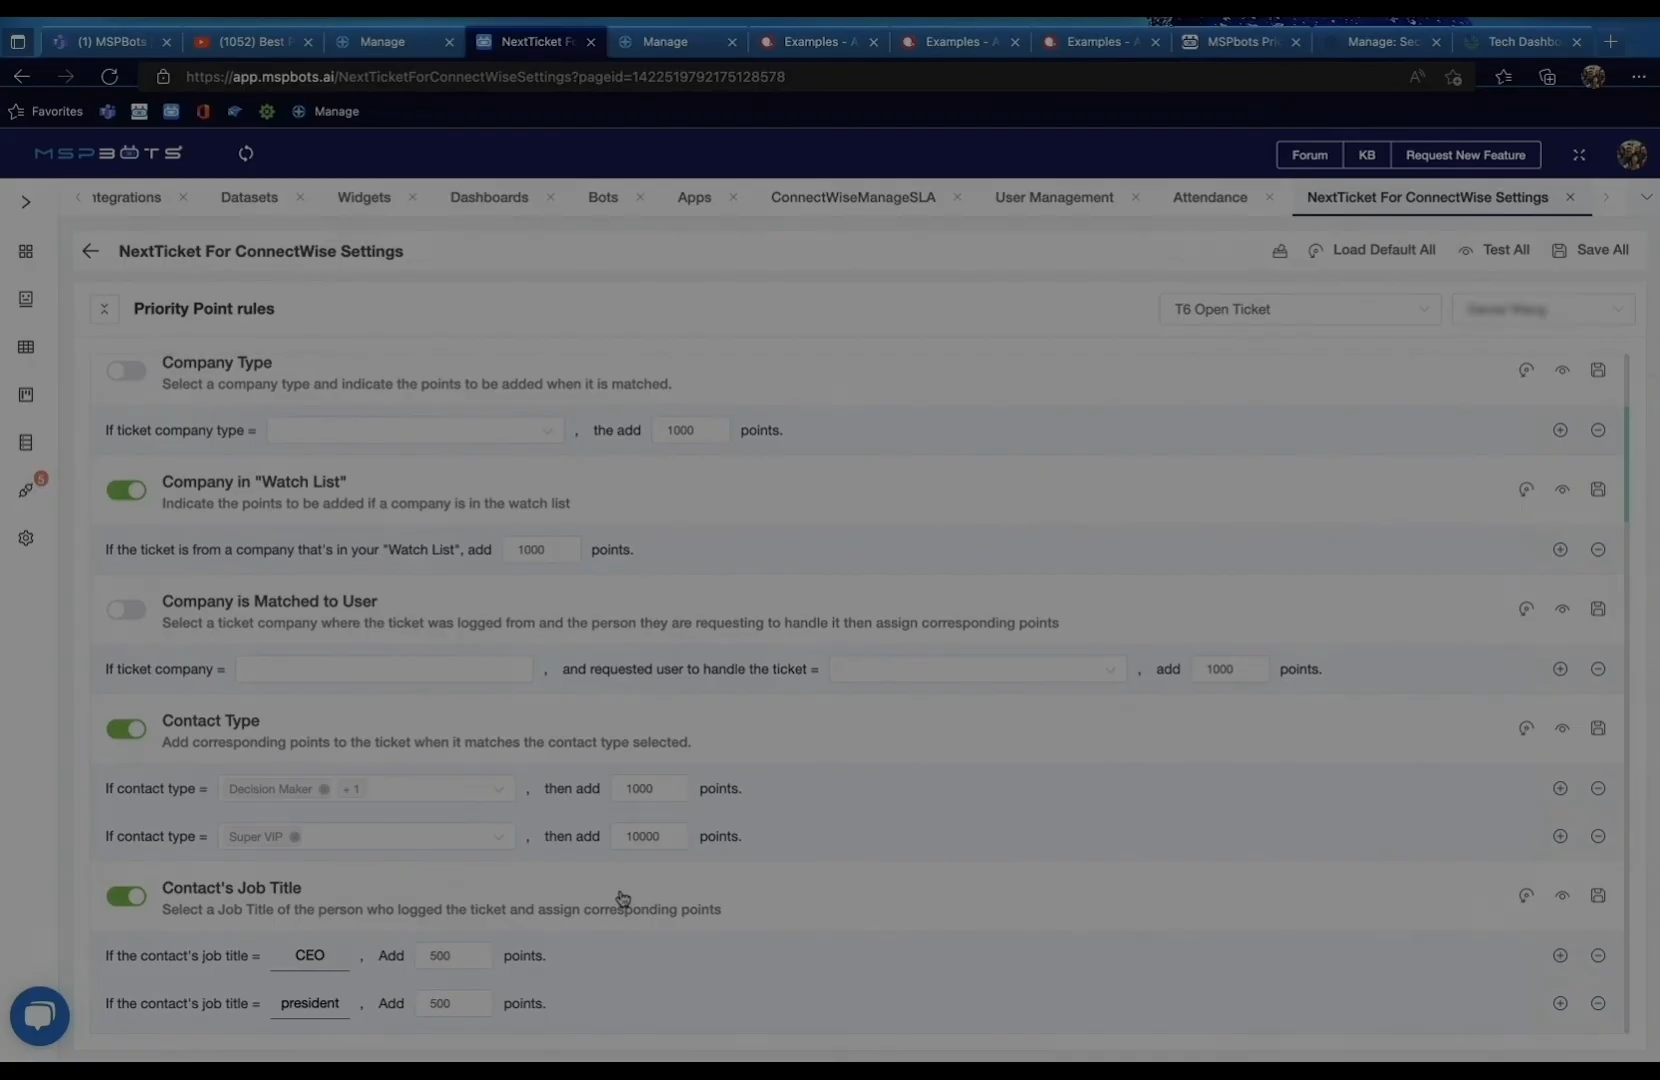 (1) MSPBots
(1052) Best
Manage
NextTicket Fo
Manage
Examples - A
Examples - A
Examples - A
MSPbots Pri
Manage: Sec
Tech Dashbo
https://app.mspbots.ai/NextTicketForConnectWiseSettings?pageid=1422519792175128578
Favorites
Manage
MSPBOTS
Forum
KB
Request New Feature
ntegrations
Datasets
Widgets
Dashboards
Bots
Apps
ConnectWiseManageSLA
User Management
Attendance
NextTicket For ConnectWise Settings
NextTicket For ConnectWise Settings
Load Default All
Test All
Save All
Priority Point rules
T6 Open Ticket
Company Type
Select a company type and indicate the points to be added when it is matched.
If ticket company type = , the add 1000 points.
Company in "Watch List"
Indicate the points to be added if a company is in the watch list
If the ticket is from a company that's in your "Watch List", add 1000 points.
5
Company is Matched to User
Select a ticket company where the ticket was logged from and the person they are requesting to handle it then assign corresponding points
If ticket company = , and requested user to handle the ticket = , add 1000 points.
Contact Type
Add corresponding points to the ticket when it matches the contact type selected.
If contact type = Decision Maker + 1 , then add 1000 points.
If contact type = Super VIP , then add 10000 points.
Contact's Job Title
Select a Job Title of the person who logged the ticket and assign corresponding points
If the contact's job title = CEO , Add 500 points.
If the contact's job title = president , Add 500 points.